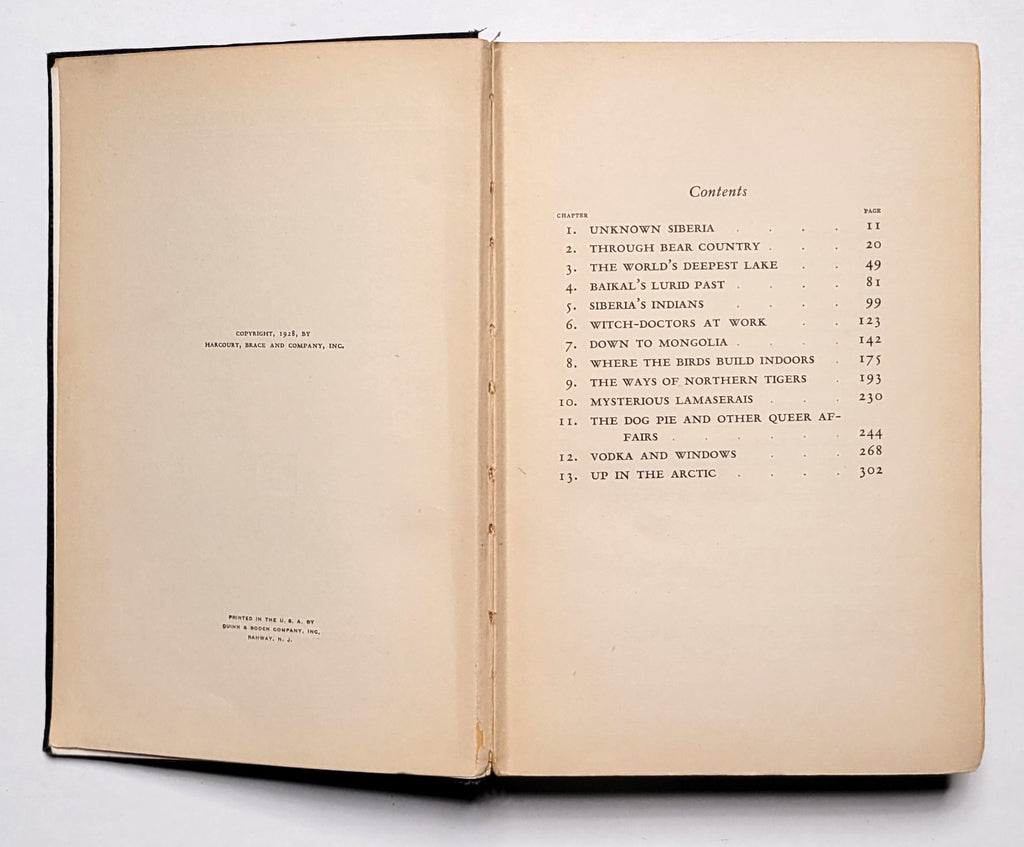 COPYRIGHT, 1928, BY
HARCOURT, BRACE AND COMPANY, INC.
PRINTED IN THE U. S. A. BY
QUINN & BODEN COMPANY, INC.
RAHWAY, N. J.
Contents
CHAPTER PAGE
1. UNKNOWN SIBERIA . . . . 11
2. THROUGH BEAR COUNTRY . . . 20
3. THE WORLD'S DEEPEST LAKE . . 49
4. BAIKAL'S LURID PAST . . . . 81
5. SIBERIA'S INDIANS . . . . 99
6. WITCH-DOCTORS AT WORK . . 123
7. DOWN TO MONGOLIA . . . . 142
8. WHERE THE BIRDS BUILD INDOORS . 175
9. THE WAYS OF NORTHERN TIGERS . 193
10. MYSTERIOUS LAMASERAIS . . . 230
11. THE DOG PIE AND OTHER QUEER AF-
FAIRS . . . . . . 244
12. VODKA AND WINDOWS . . . 268
13. UP IN THE ARCTIC . . . . 302